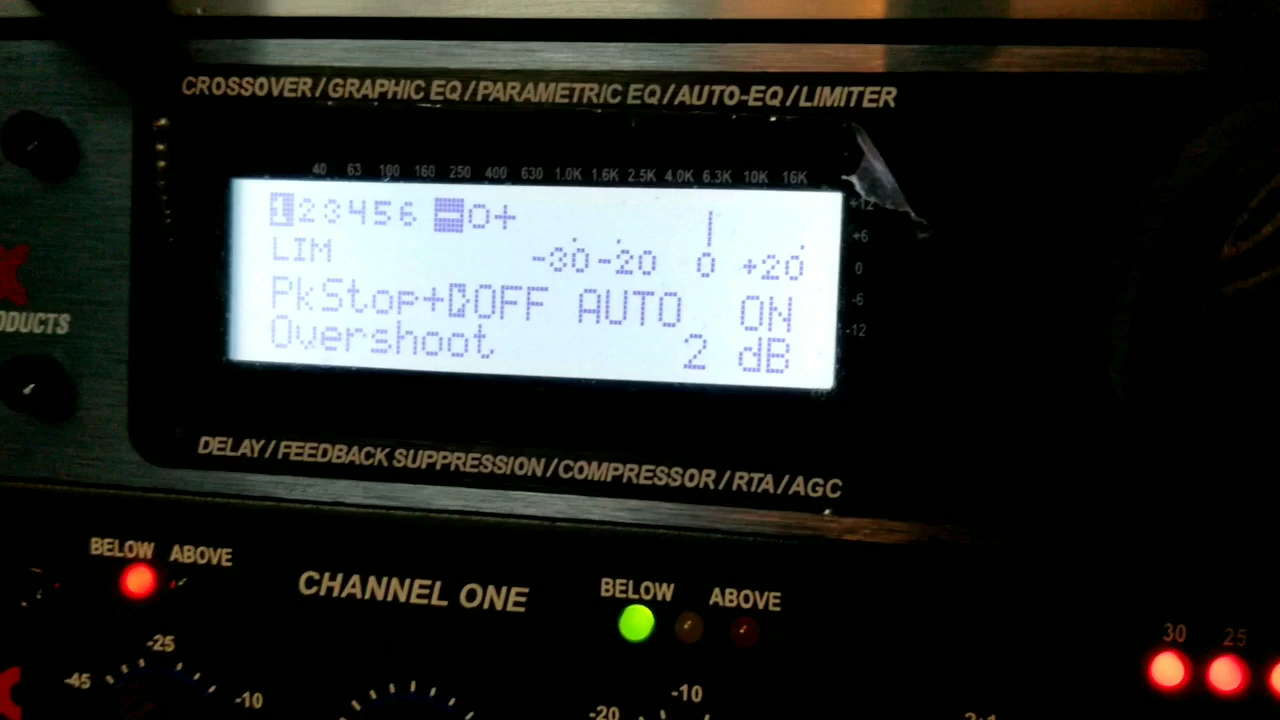 CROSSOVER / GRAPHIC EQ / PARAMETRIC EQ / AUTO-EQ / LIMITER
40 63 100 160 250 400 630 1.0K 1.6K 2.5K 4.0K 6.3K 10K 16K
123456 -0+
LIM -30 -20 0 +20
PkStop+ OFF AUTO ON
Overshoot 2 dB
+12
+6
0
-6
-12
ODUCTS
DELAY / FEEDBACK SUPPRESSION / COMPRESSOR / RTA / AGC
BELOW ABOVE
CHANNEL ONE
BELOW ABOVE
30 25
-45 -25 -10
-20 -10